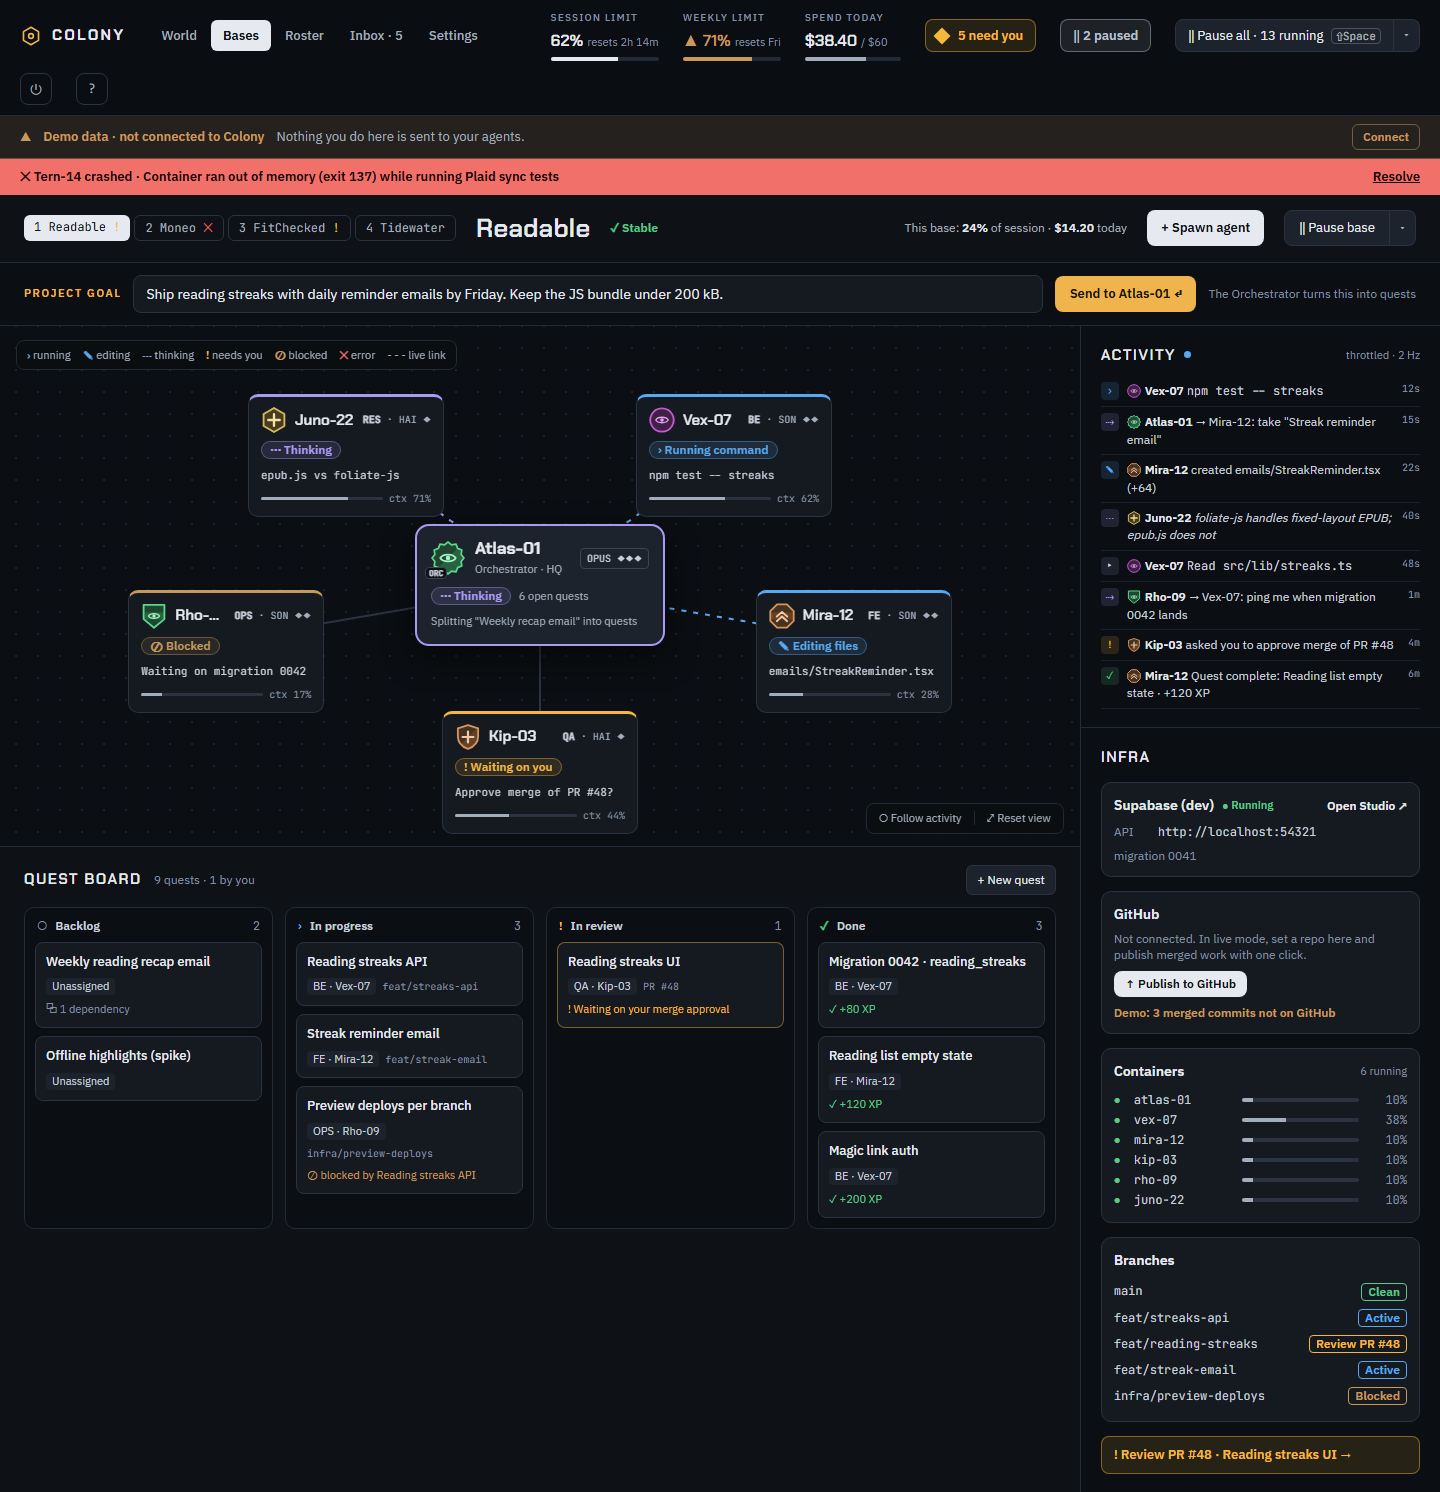 COLONY
World
Bases
Roster
Inbox · 5
Settings
SESSION LIMIT
62% resets 2h 14m
WEEKLY LIMIT
71% resets Fri
SPEND TODAY
$38.40 / $60
5 need you
2 paused
Pause all · 13 running ⇧Space
?
Demo data · not connected to Colony Nothing you do here is sent to your agents.
Connect
Tern-14 crashed · Container ran out of memory (exit 137) while running Plaid sync tests
Resolve
1 Readable !
2 Moneo ✕
3 FitChecked !
4 Tidewater
Readable
✓ Stable
This base: 24% of session · $14.20 today
+ Spawn agent
Pause base
PROJECT GOAL
Ship reading streaks with daily reminder emails by Friday. Keep the JS bundle under 200 kB.
Send to Atlas-01 ↵
The Orchestrator turns this into quests
› running
editing
thinking
! needs you
blocked
error
live link
Juno-22 RES · HAI ◆
Thinking
epub.js vs foliate-js
ctx 71%
Vex-07 BE · SON ◆◆
› Running command
npm test -- streaks
ctx 62%
Atlas-01
Orchestrator · HQ
OPUS ◆◆◆
ORC
Thinking
6 open quests
Splitting "Weekly recap email" into quests
Rho-... OPS · SON ◆◆
Blocked
Waiting on migration 0042
ctx 17%
Mira-12 FE · SON ◆◆
Editing files
emails/StreakReminder.tsx
ctx 28%
Kip-03 QA · HAI ◆
! Waiting on you
Approve merge of PR #48?
ctx 44%
Follow activity
Reset view
ACTIVITY
throttled · 2 Hz
Vex-07 npm test -- streaks 12s
Atlas-01 → Mira-12: take "Streak reminder 15s
email"
Mira-12 created emails/StreakReminder.tsx 22s
(+64)
Juno-22 foliate-js handles fixed-layout EPUB; 40s
epub.js does not
Vex-07 Read src/lib/streaks.ts 48s
Rho-09 → Vex-07: ping me when migration 1m
0042 lands
Kip-03 asked you to approve merge of PR #48 4m
Mira-12 Quest complete: Reading list empty 6m
state · +120 XP
INFRA
Supabase (dev) Running Open Studio ↗
API http://localhost:54321
migration 0041
GitHub
Not connected. In live mode, set a repo here and
publish merged work with one click.
↑ Publish to GitHub
Demo: 3 merged commits not on GitHub
Containers 6 running
atlas-01 10%
vex-07 38%
mira-12 10%
kip-03 10%
rho-09 10%
juno-22 10%
Branches
main Clean
feat/streaks-api Active
feat/reading-streaks Review PR #48
feat/streak-email Active
infra/preview-deploys Blocked
! Review PR #48 · Reading streaks UI →
QUEST BOARD
9 quests · 1 by you
+ New quest
Backlog 2
Weekly reading recap email
Unassigned
1 dependency
Offline highlights (spike)
Unassigned
› In progress 3
Reading streaks API
BE · Vex-07 feat/streaks-api
Streak reminder email
FE · Mira-12 feat/streak-email
Preview deploys per branch
OPS · Rho-09
infra/preview-deploys
blocked by Reading streaks API
! In review 1
Reading streaks UI
QA · Kip-03 PR #48
! Waiting on your merge approval
✓ Done 3
Migration 0042 · reading_streaks
BE · Vex-07
✓ +80 XP
Reading list empty state
FE · Mira-12
✓ +120 XP
Magic link auth
BE · Vex-07
✓ +200 XP